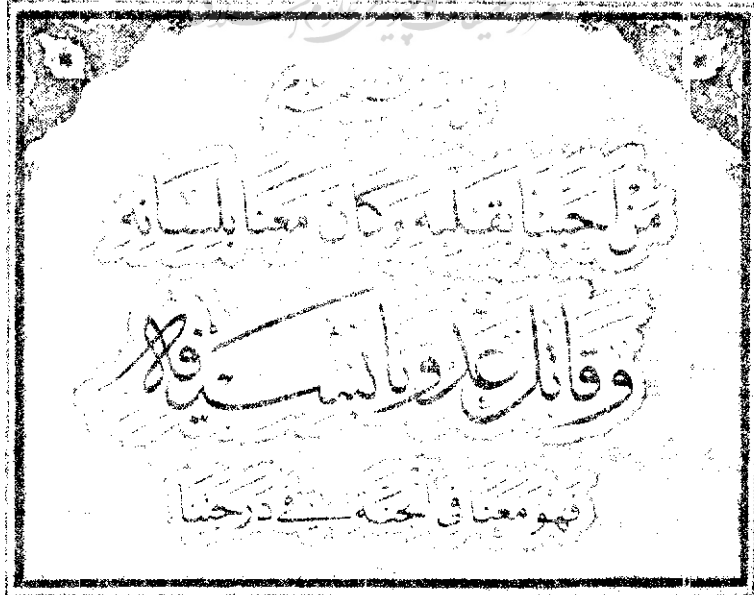 من احبنا بقلبه وكان معنا بلسانه
وقاتل عدونا بسيفه
فهو معنا في الجنة في درجتنا